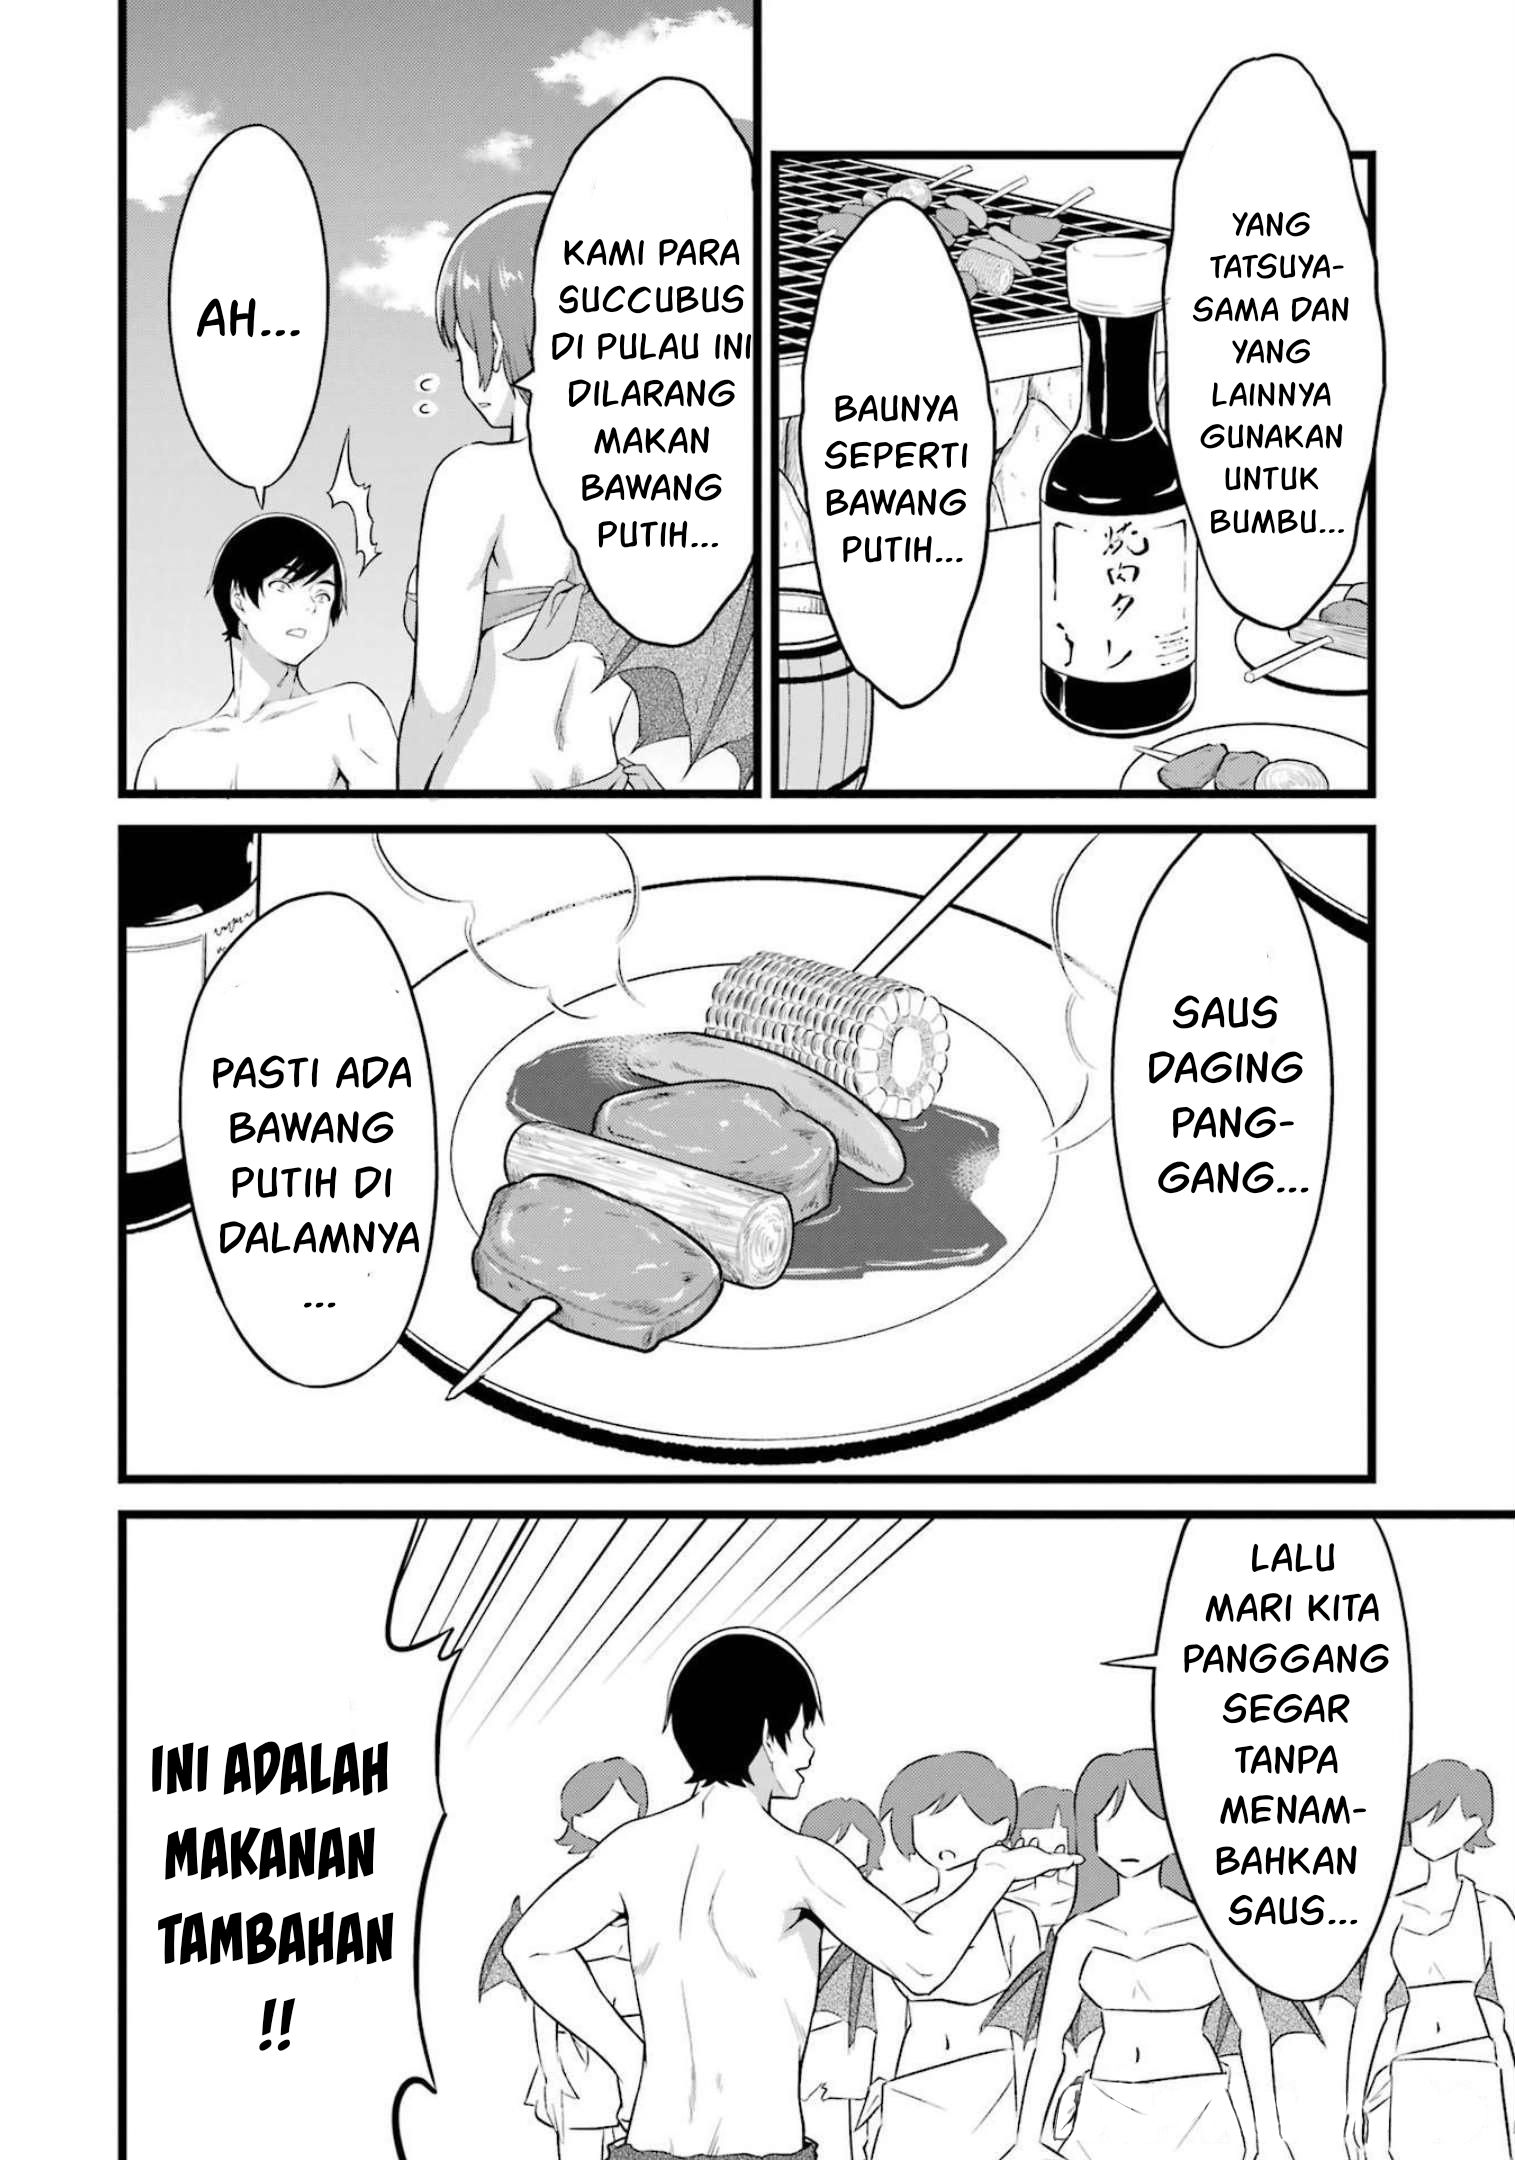 YANG
TATSUYA-
SAMA DAN
YANG
LAINNYA
GUNAKAN
UNTUK
BUMBU...
BAUNYA
SEPERTI
BAWANG
PUTIH...
焼肉タレ
KAMI PARA
SUCCUBUS
DI PULAU INI
DILARANG
MAKAN
BAWANG
PUTIH...
AH...
SAUS
DAGING
PANG-
GANG...
PASTI ADA
BAWANG
PUTIH DI
DALAMNYA
...
LALU
MARI KITA
PANGGANG
SEGAR
TANPA
MENAM-
BAHKAN
SAUS...
INI ADALAH
MAKANAN
TAMBAHAN
!!